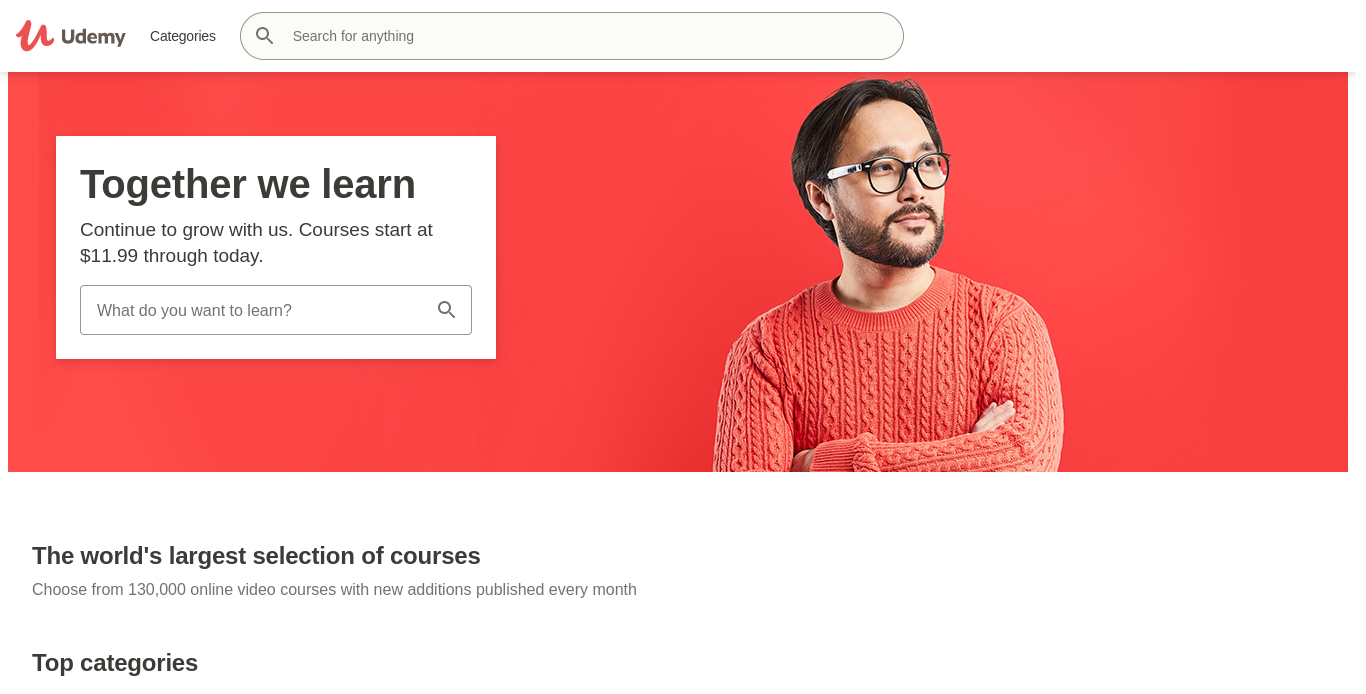 Udemy
Categories
Search for anything
Together we learn
Continue to grow with us. Courses start at
$11.99 through today.
What do you want to learn?
The world's largest selection of courses
Choose from 130,000 online video courses with new additions published every month
Top categories